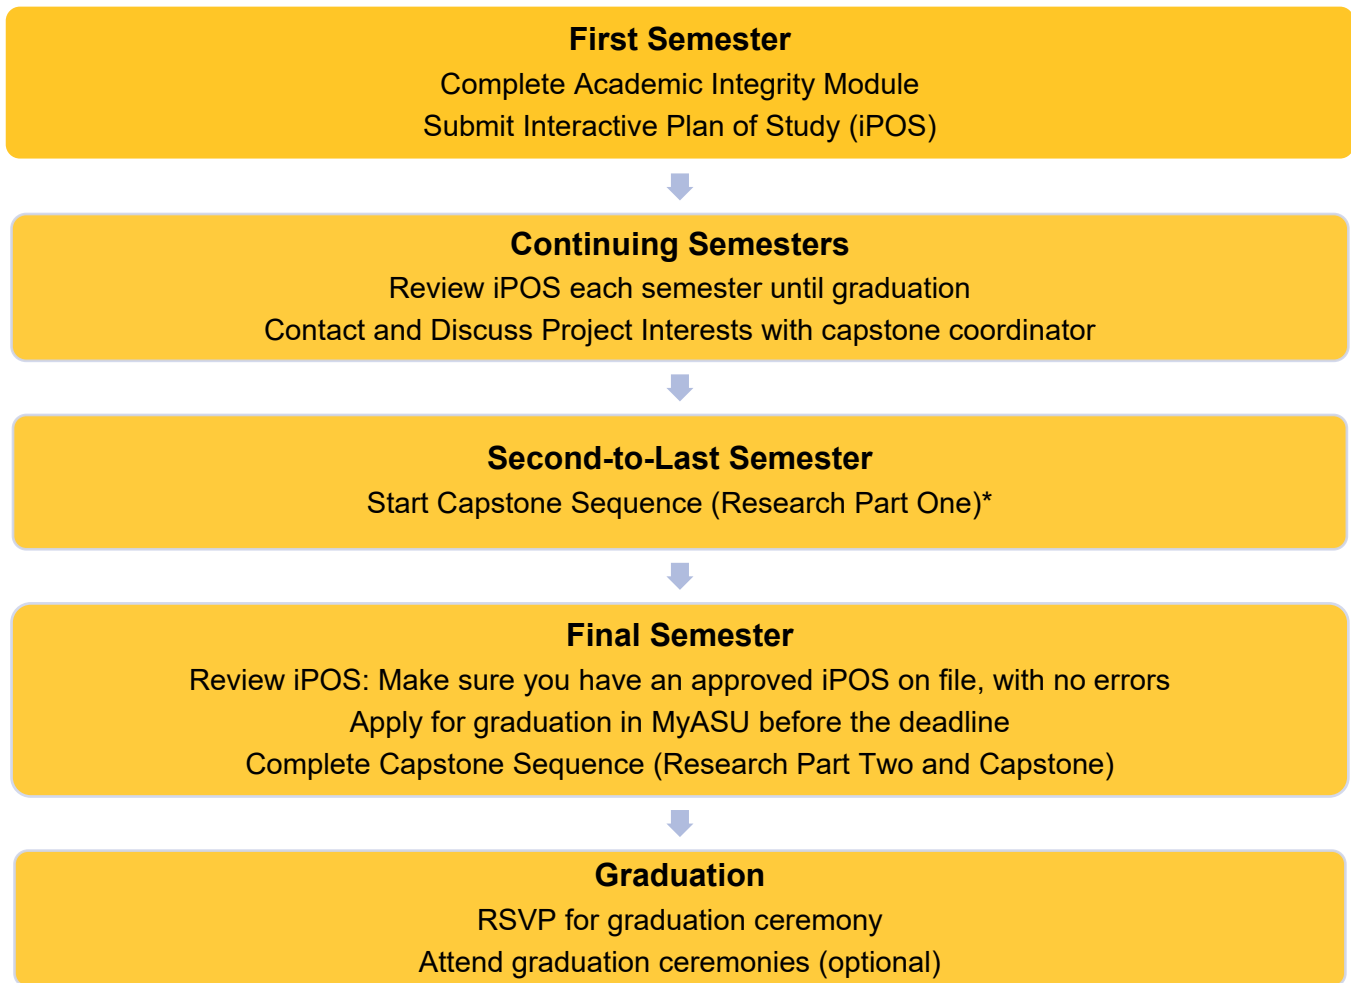 First Semester
Complete Academic Integrity Module
Submit Interactive Plan of Study (iPOS)
Continuing Semesters
Review iPOS each semester until graduation
Contact and Discuss Project Interests with capstone coordinator
Second-to-Last Semester
Start Capstone Sequence (Research Part One)*
Final Semester
Review iPOS: Make sure you have an approved iPOS on file, with no errors
Apply for graduation in MyASU before the deadline
Complete Capstone Sequence (Research Part Two and Capstone)
Graduation
RSVP for graduation ceremony
Attend graduation ceremonies (optional)